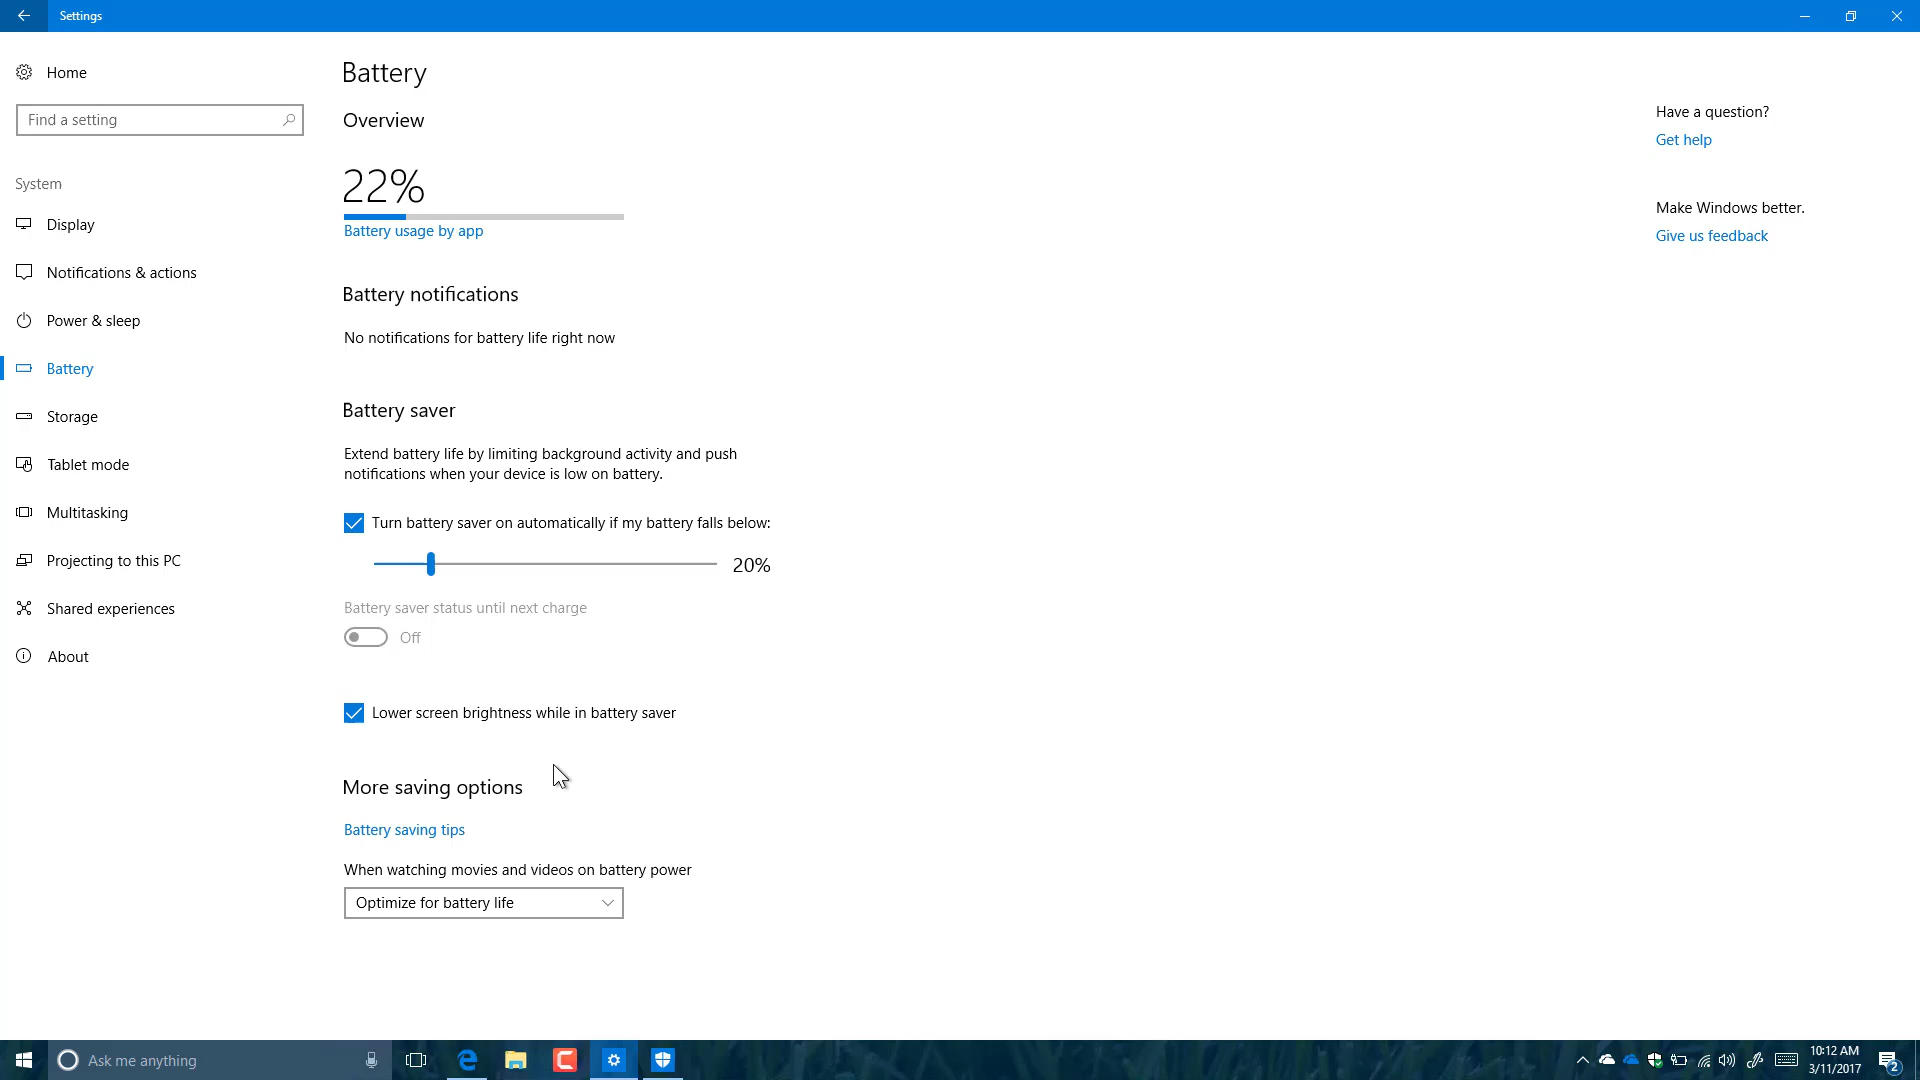 Settings
Home
Find a setting
System
Display
Notifications & actions
Power & sleep
Battery
Storage
Tablet mode
Multitasking
Projecting to this PC
Shared experiences
About
Battery
Overview
22%
Battery usage by app
Battery notifications
No notifications for battery life right now
Battery saver
Extend battery life by limiting background activity and push
notifications when your device is low on battery.
Turn battery saver on automatically if my battery falls below:
20%
Battery saver status until next charge
Off
Lower screen brightness while in battery saver
More saving options
Battery saving tips
When watching movies and videos on battery power
Optimize for battery life
Have a question?
Get help
Make Windows better.
Give us feedback
Ask me anything
10:12 AM
3/11/2017
2